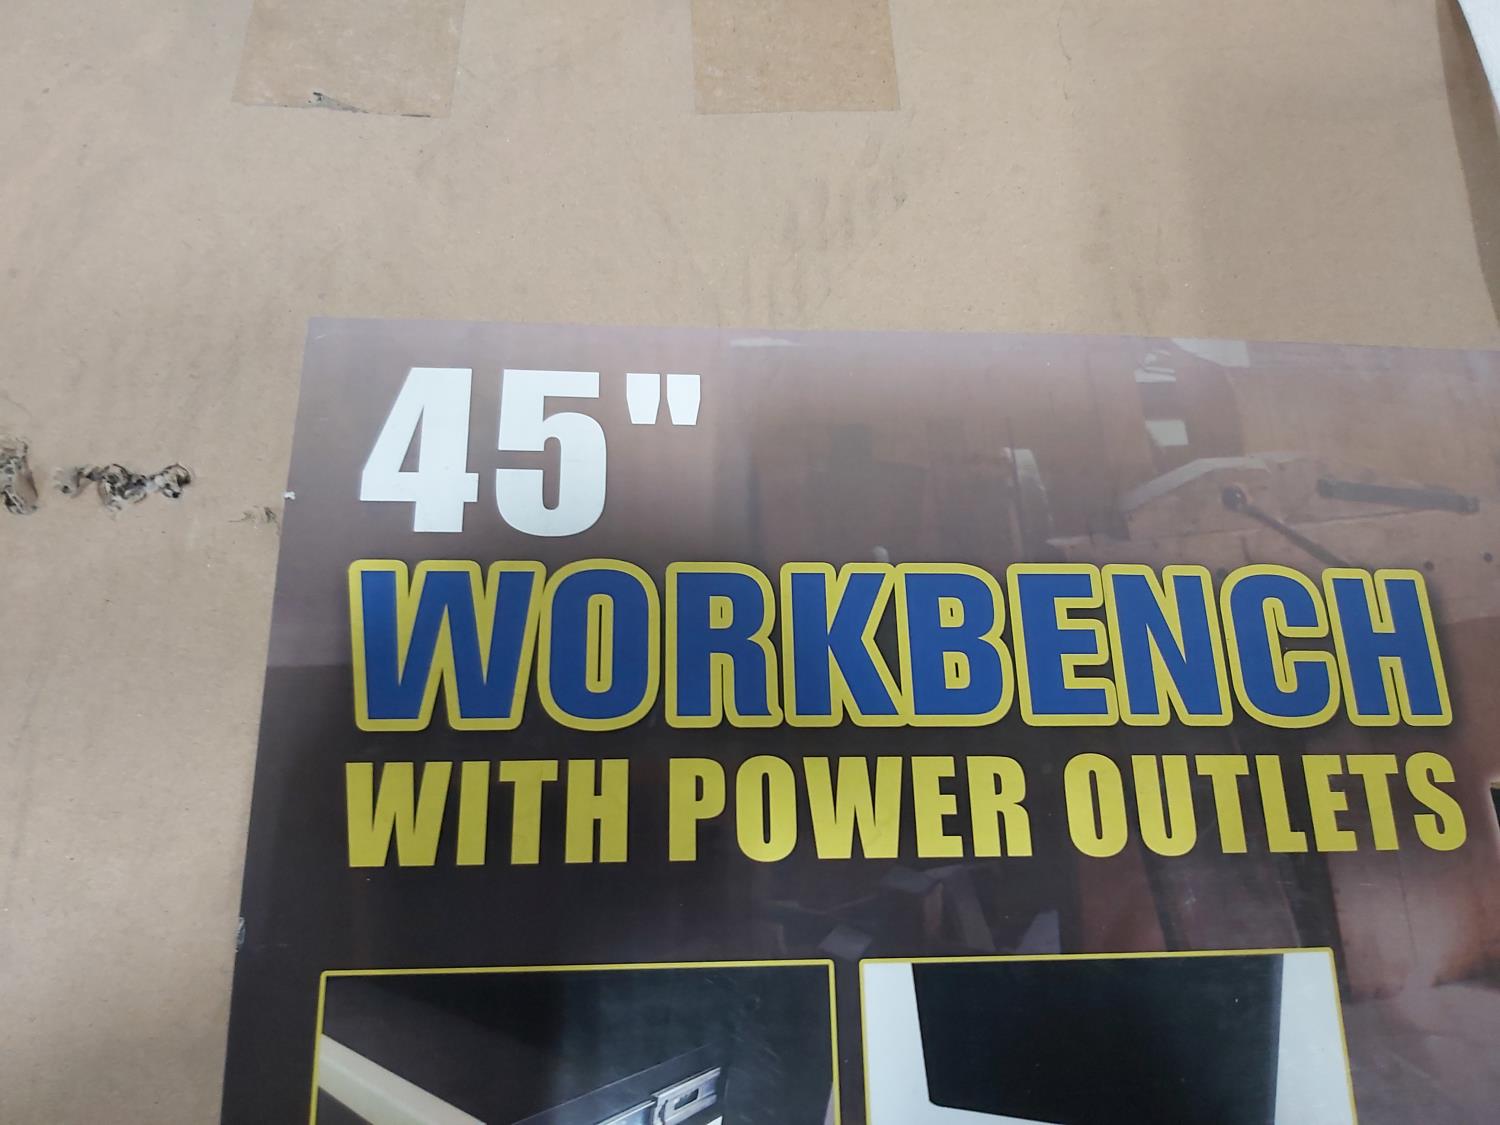 45"
WORKBENCH
WITH POWER OUTLETS